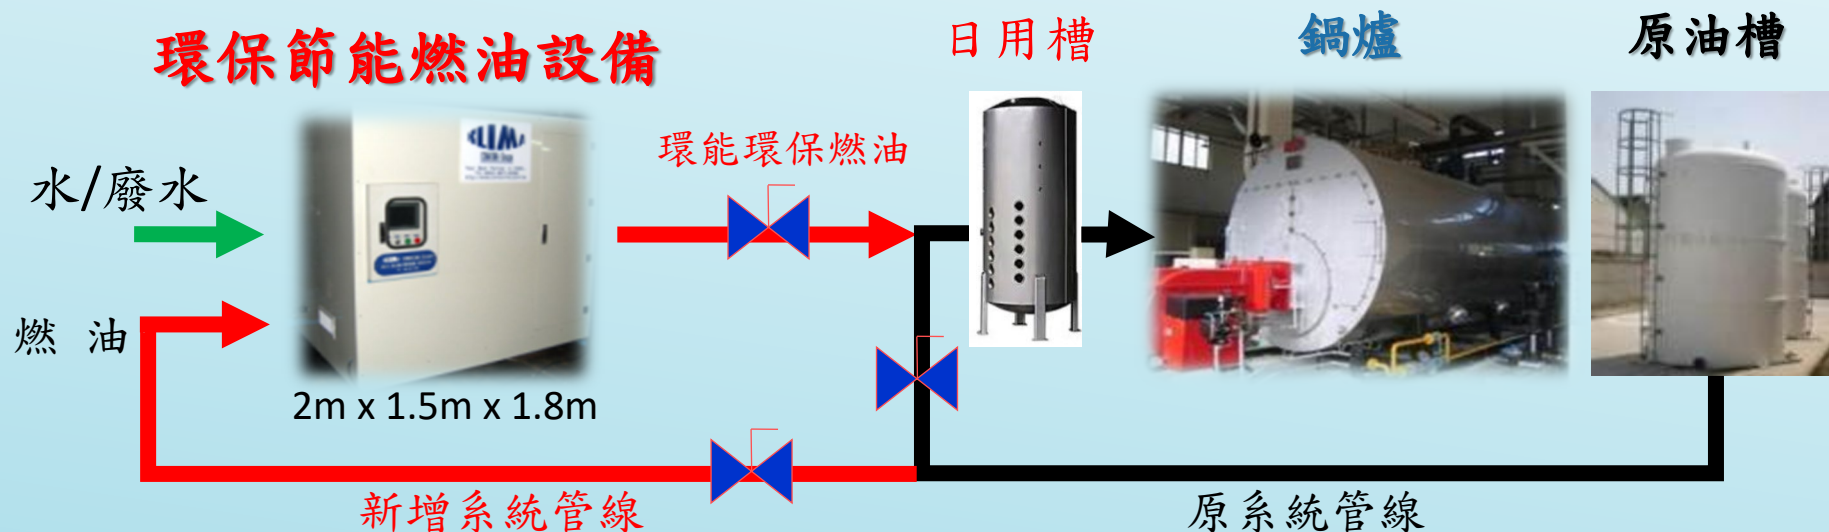 環保節能燃油設備
日用槽
鍋爐
原油槽
水/廢水
環能環保燃油
燃 油
2m x 1.5m x 1.8m
新增系統管線
原系統管線